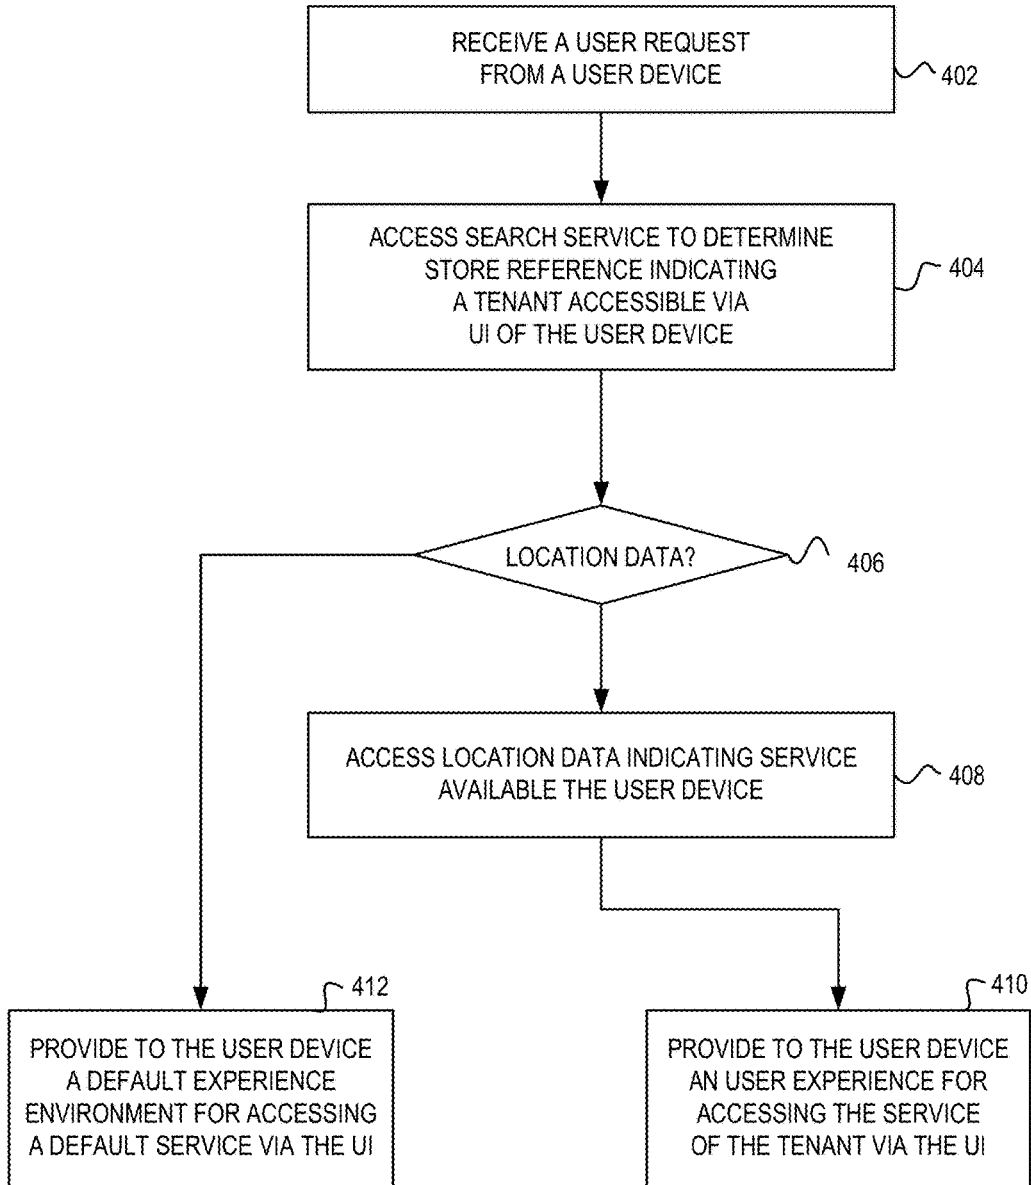 RECEIVE A USER REQUEST
FROM A USER DEVICE
402
ACCESS SEARCH SERVICE TO DETERMINE
STORE REFERENCE INDICATING
A TENANT ACCESSIBLE VIA
UI OF THE USER DEVICE
404
LOCATION DATA?
406
ACCESS LOCATION DATA INDICATING SERVICE
AVAILABLE THE USER DEVICE
408
412
PROVIDE TO THE USER DEVICE
A DEFAULT EXPERIENCE
ENVIRONMENT FOR ACCESSING
A DEFAULT SERVICE VIA THE UI
410
PROVIDE TO THE USER DEVICE
AN USER EXPERIENCE FOR
ACCESSING THE SERVICE
OF THE TENANT VIA THE UI